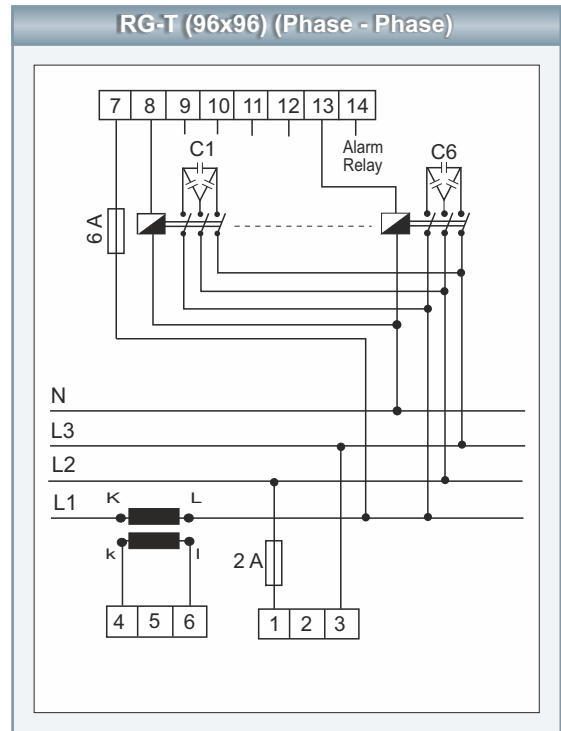 RG-T (96x96) (Phase - Phase)
7 8 9 10 11 12 13 14
C1
Alarm
Relay
C6
6 A
N
L3
L2
L1
K L
k l
2 A
4 5 6
1 2 3